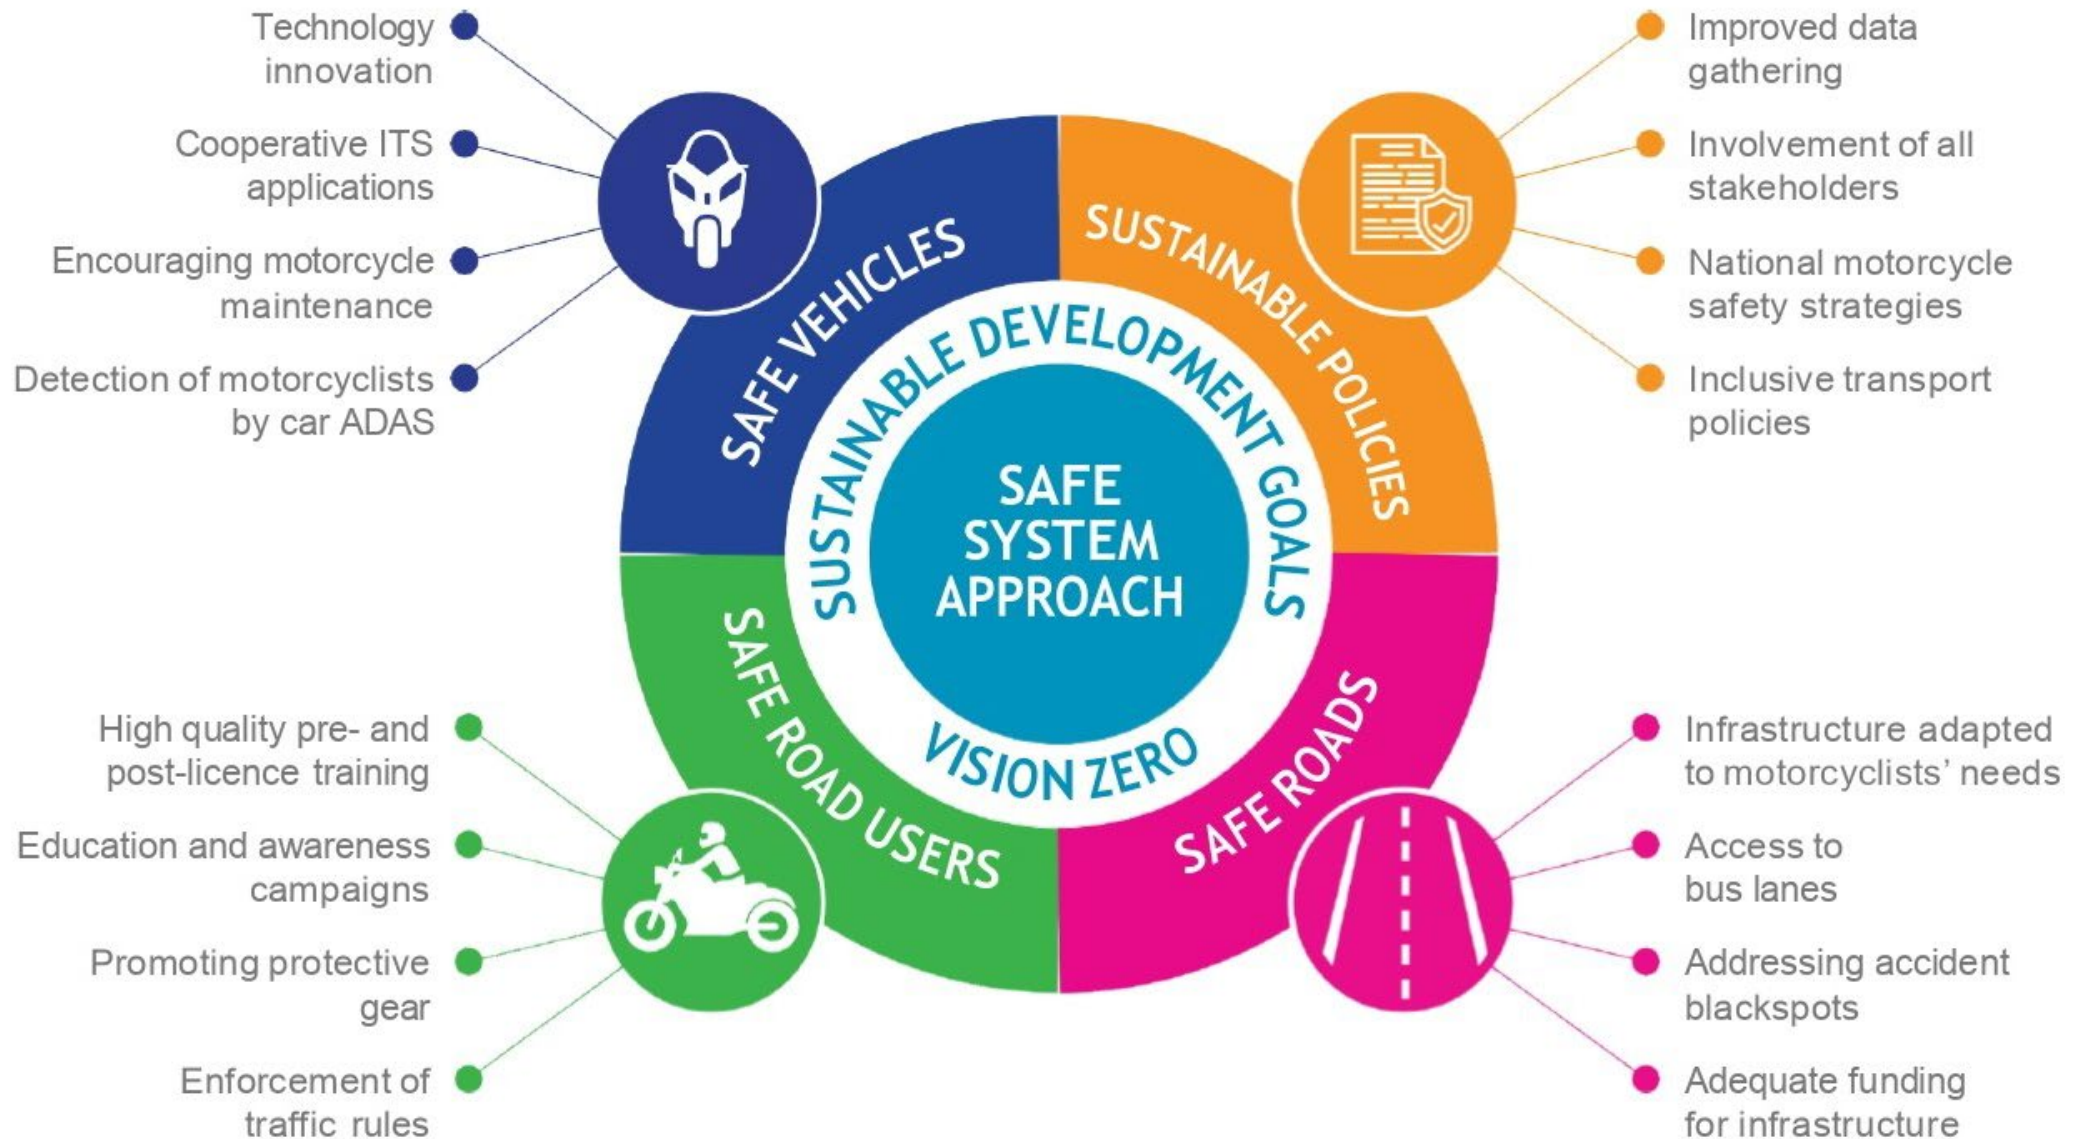 Technology
innovation
Cooperative ITS
applications
Encouraging motorcycle
maintenance
Detection of motorcyclists
by car ADAS
Improved data
gathering
Involvement of all
stakeholders
National motorcycle
safety strategies
Inclusive transport
policies
SAFE VEHICLES
SUSTAINABLE POLICIES
SUSTAINABLE DEVELOPMENT GOALS
SAFE
SYSTEM
APPROACH
VISION ZERO
SAFE ROAD USERS
SAFE ROADS
High quality pre- and
post-licence training
Education and awareness
campaigns
Promoting protective
gear
Enforcement of
traffic rules
Infrastructure adapted
to motorcyclists’ needs
Access to
bus lanes
Addressing accident
blackspots
Adequate funding
for infrastructure